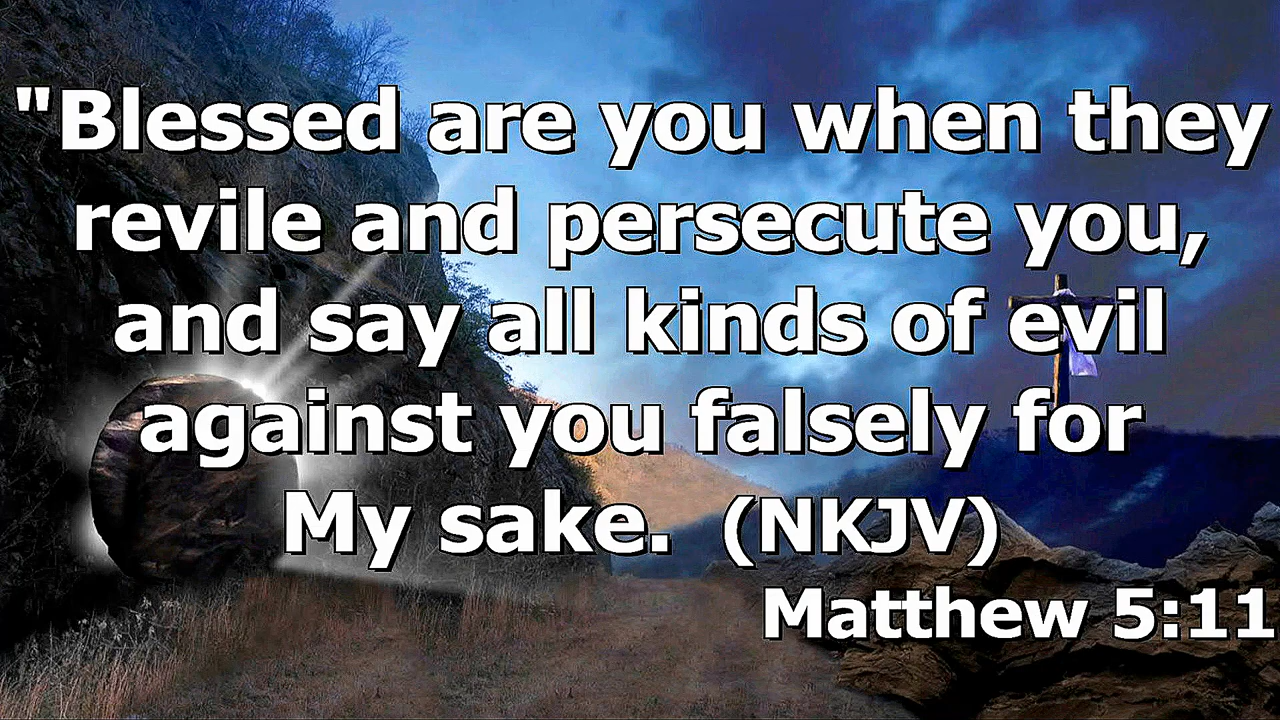 "Blessed are you when they
revile and persecute you,
and say all kinds of evil
against you falsely for
My sake.  (NKJV)
Matthew 5:11